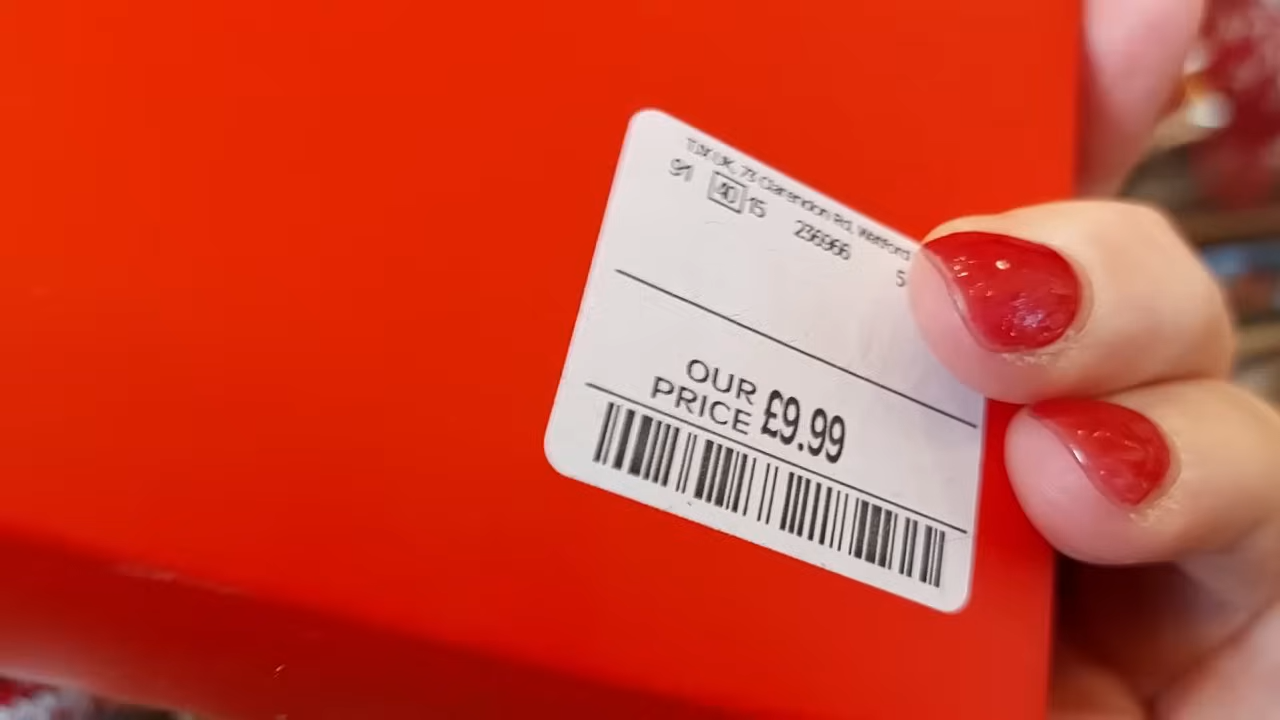 TJX UK, 73 Clarendon Rd, Watford
91 40 15 236966 5
OUR
PRICE £9.99